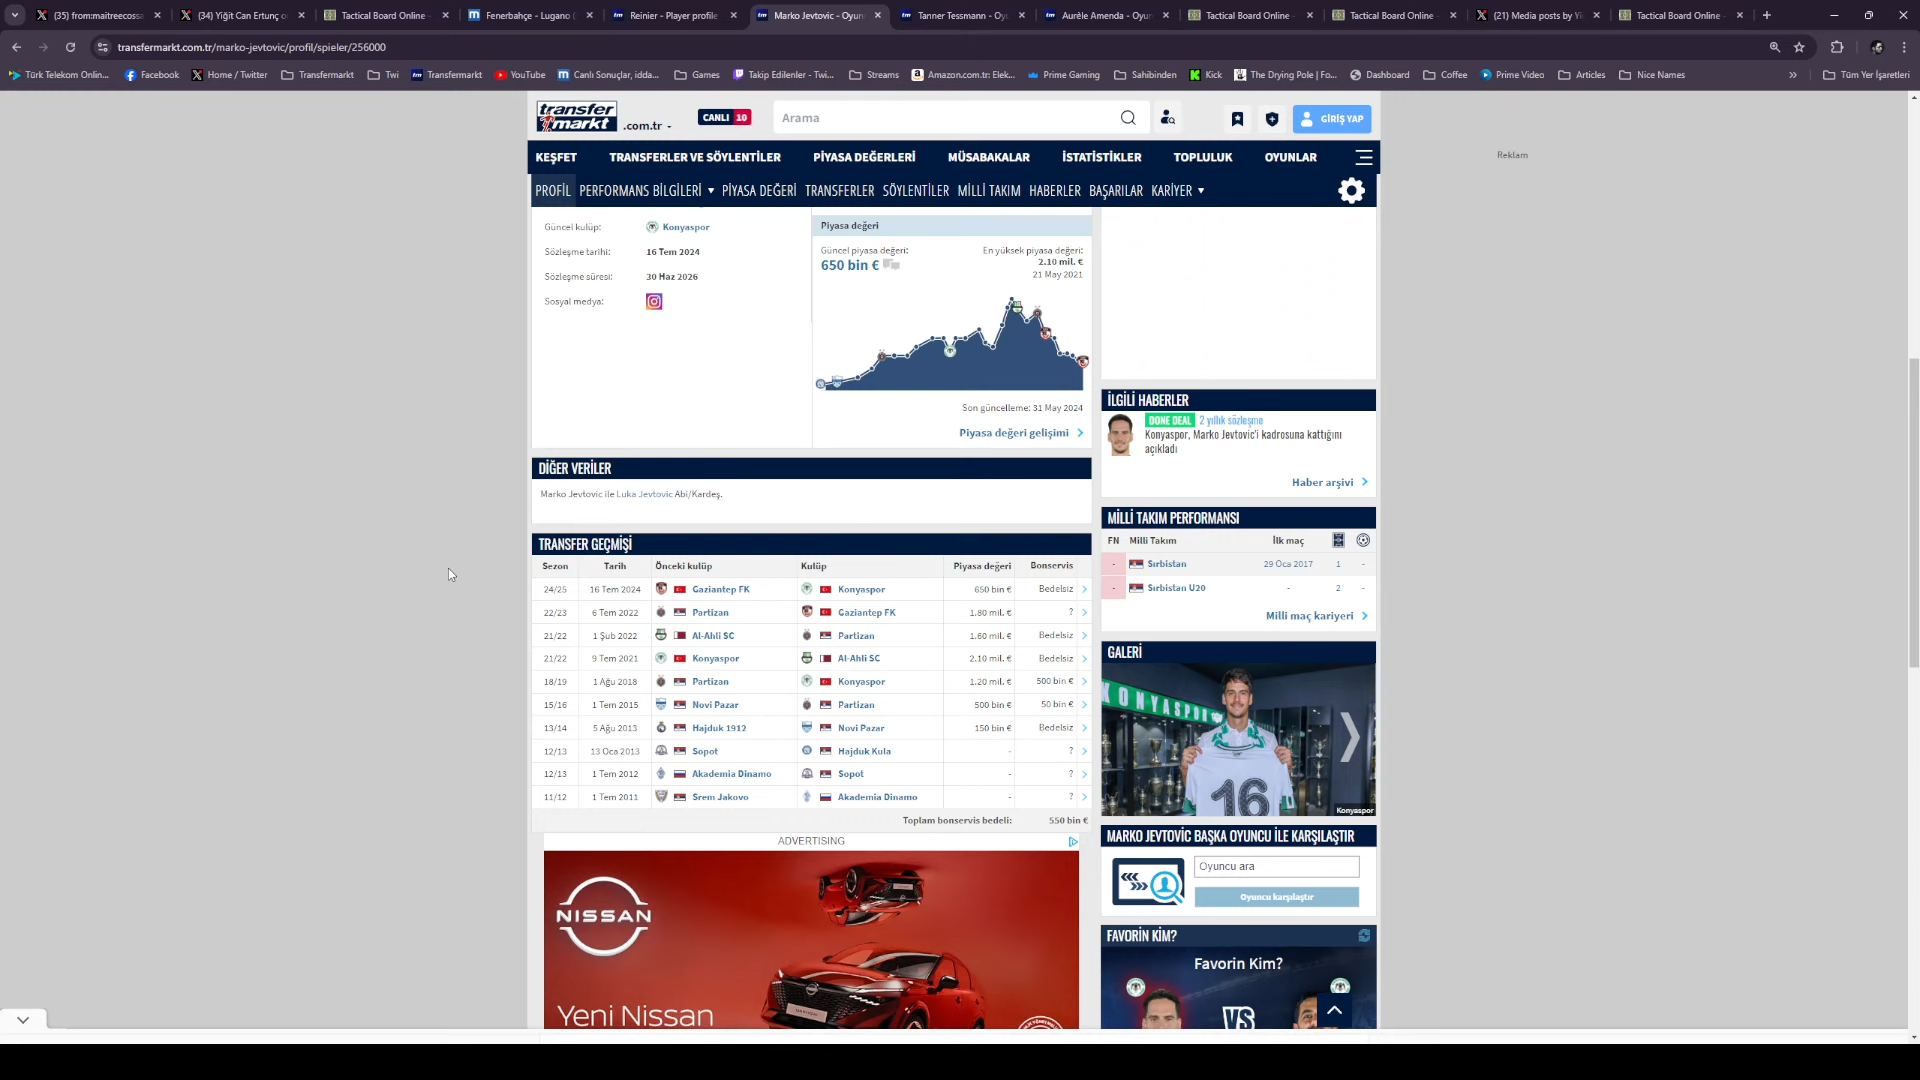 (35) from:maitreecossa
(34) Yiğit Can Ertunç o
Tactical Board Online -
Fenerbahçe - Lugano (
Reinier - Player profile
Marko Jevtovic - Oyun
Tanner Tessmann - Oy
Aurèle Amenda - Oyu
Tactical Board Online -
Tactical Board Online -
(21) Media posts by Yi
Tactical Board Online -
transfermarkt.com.tr/marko-jevtovic/profil/spieler/256000
Türk Telekom Onlin...
Facebook
Home / Twitter
Transfermarkt
Twi
Transfermarkt
YouTube
Canlı Sonuçlar, idda...
Games
Takip Edilenler - Twi...
Streams
Amazon.com.tr: Elek...
Prime Gaming
Sahibinden
Kick
The Drying Pole | Fo...
Dashboard
Coffee
Prime Video
Articles
Nice Names
Tüm Yer İşaretleri
transfer markt .com.tr
CANLI 10
Arama
GİRİŞ YAP
KEŞFET TRANSFERLER VE SÖYLENTİLER PİYASA DEĞERLERİ MÜSABAKALAR İSTATİSTİKLER TOPLULUK OYUNLAR
Reklam
PROFİL PERFORMANS BİLGİLERİ PİYASA DEĞERİ TRANSFERLER SÖYLENTİLER MİLLİ TAKIM HABERLER BAŞARILAR KARİYER
Güncel kulüp: Konyaspor
Sözleşme tarihi: 16 Tem 2024
Sözleşme süresi: 30 Haz 2026
Sosyal medya:
Piyasa değeri
Güncel piyasa değeri:
650 bin €
En yüksek piyasa değeri:
2.10 mil. €
21 May 2021
Son güncelleme: 31 May 2024
Piyasa değeri gelişimi
DİĞER VERİLER
Marko Jevtovic ile Luka Jevtovic Abi/Kardeş.
TRANSFER GEÇMİŞİ
Sezon Tarih Önceki kulüp Kulüp Piyasa değeri Bonservis
24/25 16 Tem 2024 Gaziantep FK Konyaspor 650 bin € Bedelsiz
22/23 6 Tem 2022 Partizan Gaziantep FK 1.80 mil. € ?
21/22 1 Şub 2022 Al-Ahli SC Partizan 1.60 mil. € Bedelsiz
21/22 9 Tem 2021 Konyaspor Al-Ahli SC 2.10 mil. € Bedelsiz
18/19 1 Ağu 2018 Partizan Konyaspor 1.20 mil. € 500 bin €
15/16 1 Tem 2015 Novi Pazar Partizan 500 bin € 50 bin €
13/14 5 Ağu 2013 Hajduk 1912 Novi Pazar 150 bin € Bedelsiz
12/13 13 Oca 2013 Sopot Hajduk Kula - ?
12/13 1 Tem 2012 Akademia Dinamo Sopot - ?
11/12 1 Tem 2011 Srem Jakovo Akademia Dinamo - ?
Toplam bonservis bedeli: 550 bin €
ADVERTISING
NISSAN
Yeni Nissan
İLGİLİ HABERLER
DONE DEAL 2 yıllık sözleşme
Konyaspor, Marko Jevtovic'i kadrosuna kattığını
açıkladı
Haber arşivi
MİLLİ TAKIM PERFORMANSI
FN Milli Takım İlk maç
- Sırbistan 29 Oca 2017 1 -
- Sırbistan U20 - 2 -
Milli maç kariyeri
GALERİ
KONYASPOR
16
Konyaspor
MARKO JEVTOVİC BAŞKA OYUNCU İLE KARŞILAŞTIR
Oyuncu ara
Oyuncu karşılaştır
FAVORİN KİM?
Favorin Kim?
VS